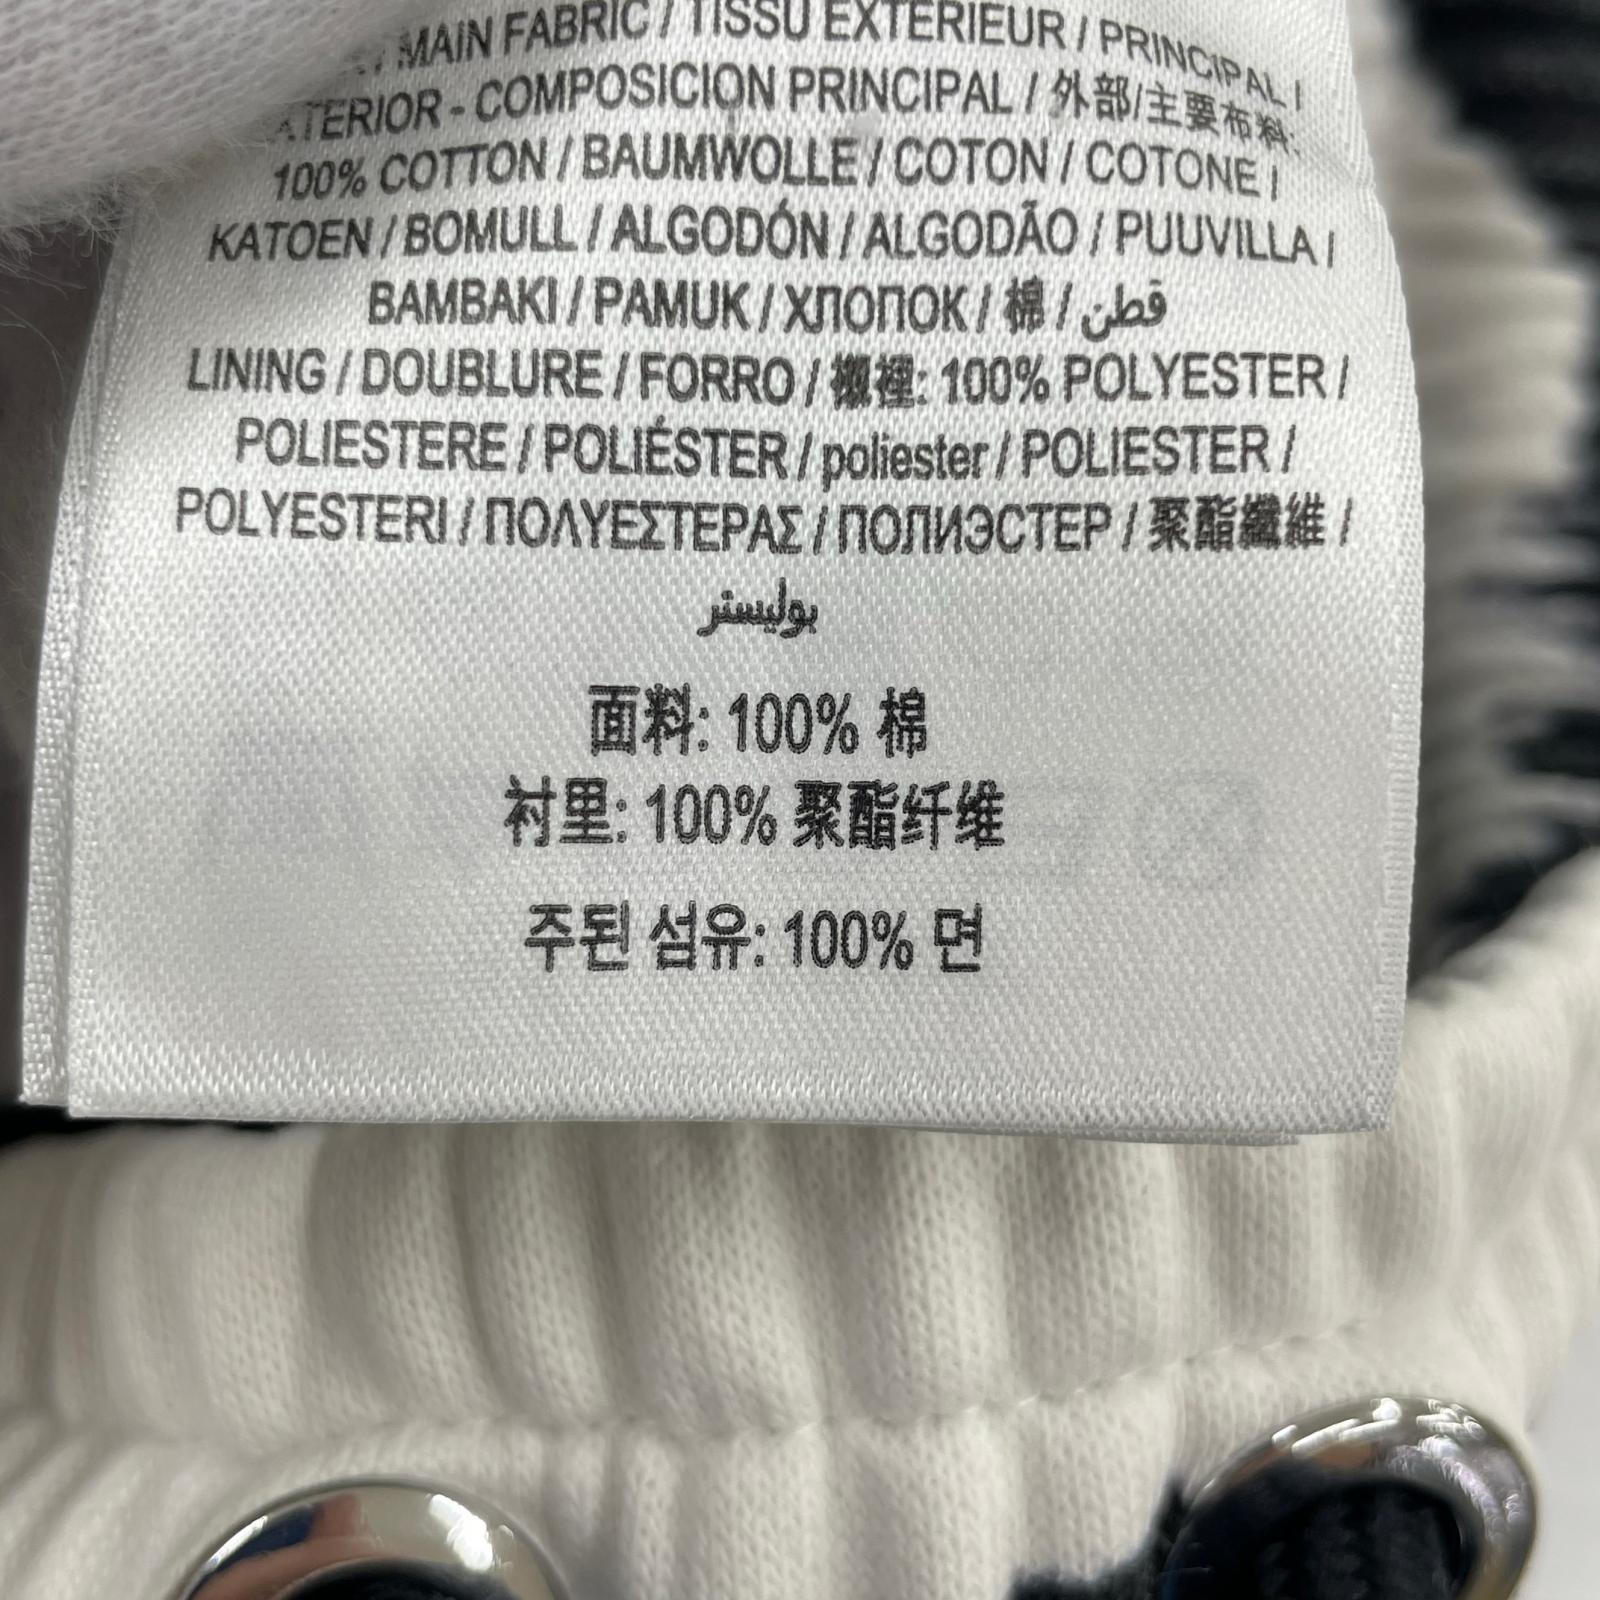 MAIN FABRIC / TISSU EXTERIEUR / PRINCIPAL /
EXTERIOR - COMPOSICION PRINCIPAL / 外部/主要布料:
100% COTTON / BAUMWOLLE / COTON / COTONE /
KATOEN / BOMULL / ALGODÓN / ALGODÃO / PUUVILLA /
BAMBAKI / PAMUK / ХЛОПОК / 棉 / قطن
LINING / DOUBLURE / FORRO / 襯裡: 100% POLYESTER /
POLIESTERE / POLIÉSTER / poliester / POLIESTER /
POLYESTERI / ΠΟΛΥΕΣΤΕΡΑΣ / ПОЛИЭСТЕР / 聚酯纖維 /
بوليستر
面料: 100% 棉
衬里: 100% 聚酯纤维
주된 섬유: 100% 면